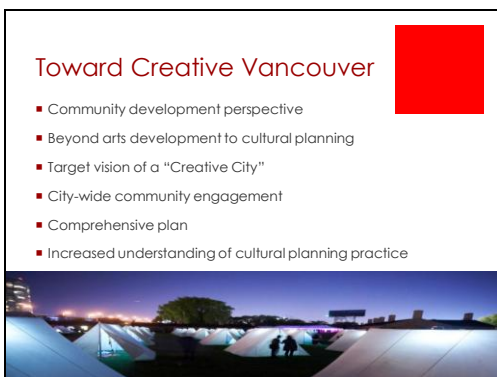 Toward Creative Vancouver
▪ Community development perspective
▪ Beyond arts development to cultural planning
▪ Target vision of a “Creative City”
▪ City-wide community engagement
▪ Comprehensive plan
▪ Increased understanding of cultural planning practice